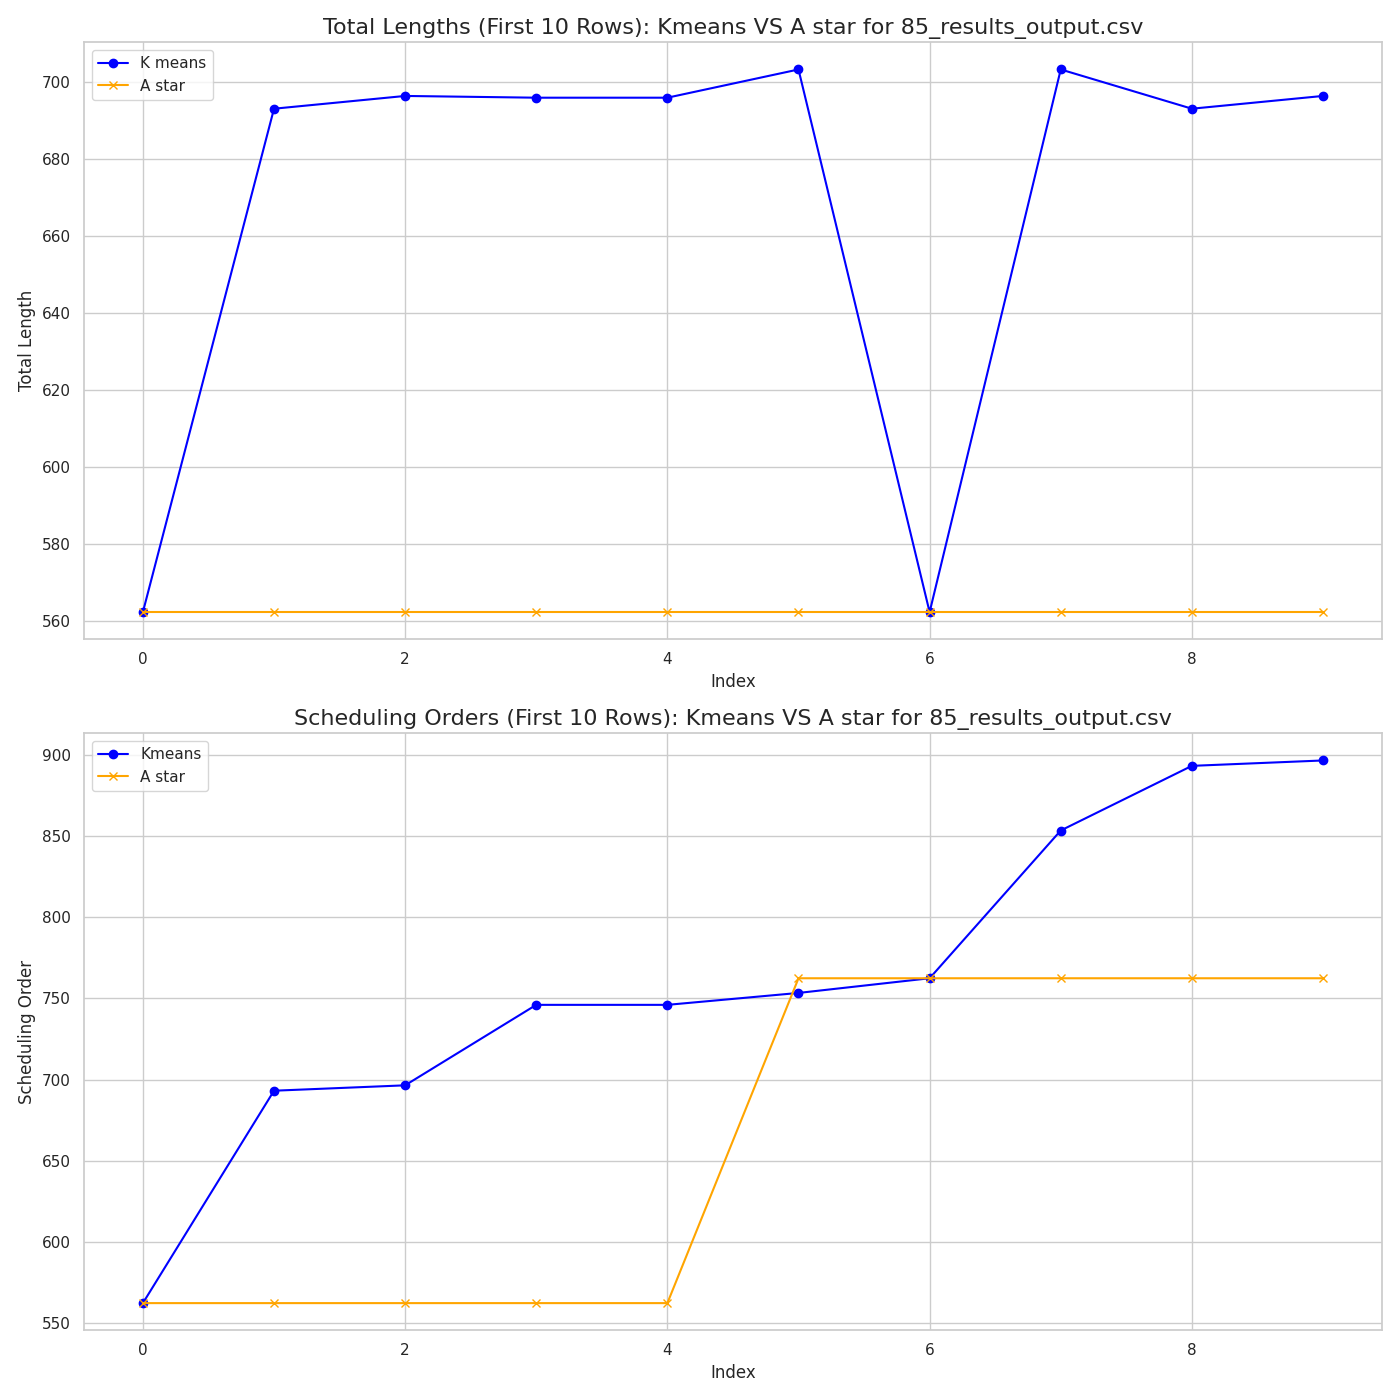 Total Lengths (First 10 Rows): Kmeans VS A star for 85_results_output.csv
K means
A star
700
680
660
640
620
600
580
560
Total Length
0 2 4 6 8
Index
Scheduling Orders (First 10 Rows): Kmeans VS A star for 85_results_output.csv
Kmeans
A star
900
850
800
750
700
650
600
550
Scheduling Order
0 2 4 6 8
Index